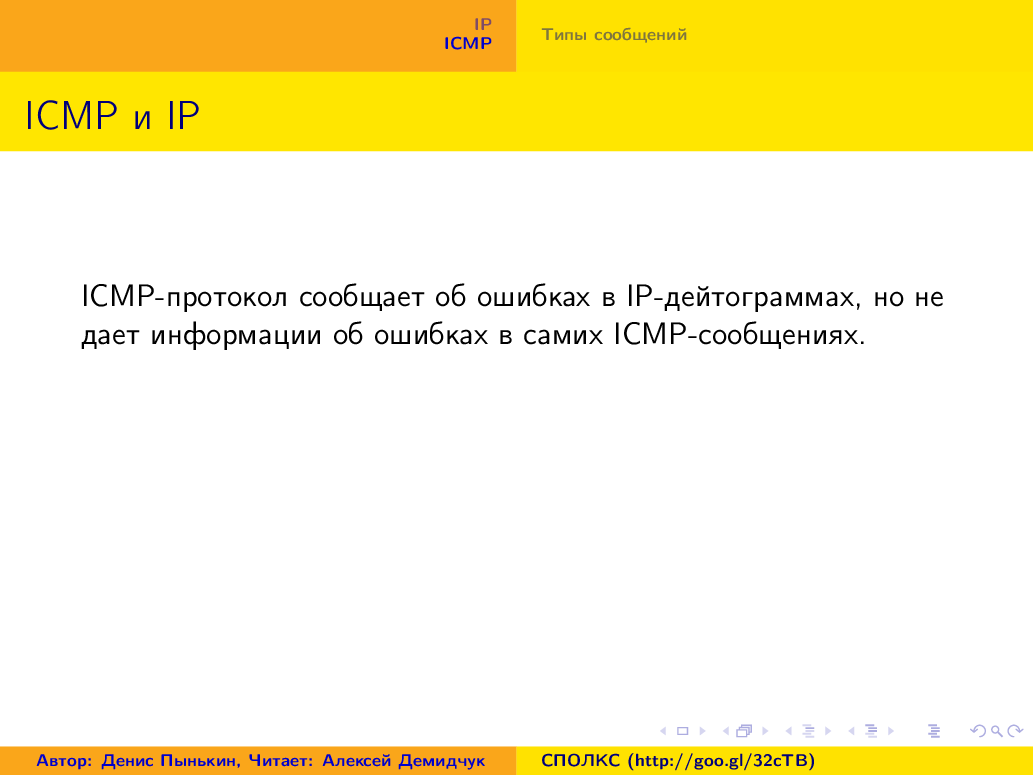 IP
ICMP
Типы сообщений
ICMP и IP
ICMP-протокол сообщает об ошибках в IP-дейтограммах, но не
дает информации об ошибках в самих ICMP-сообщениях.
Автор: Денис Пынькин, Читает: Алексей Демидчук
СПОЛКС (http://goo.gl/32cTB)